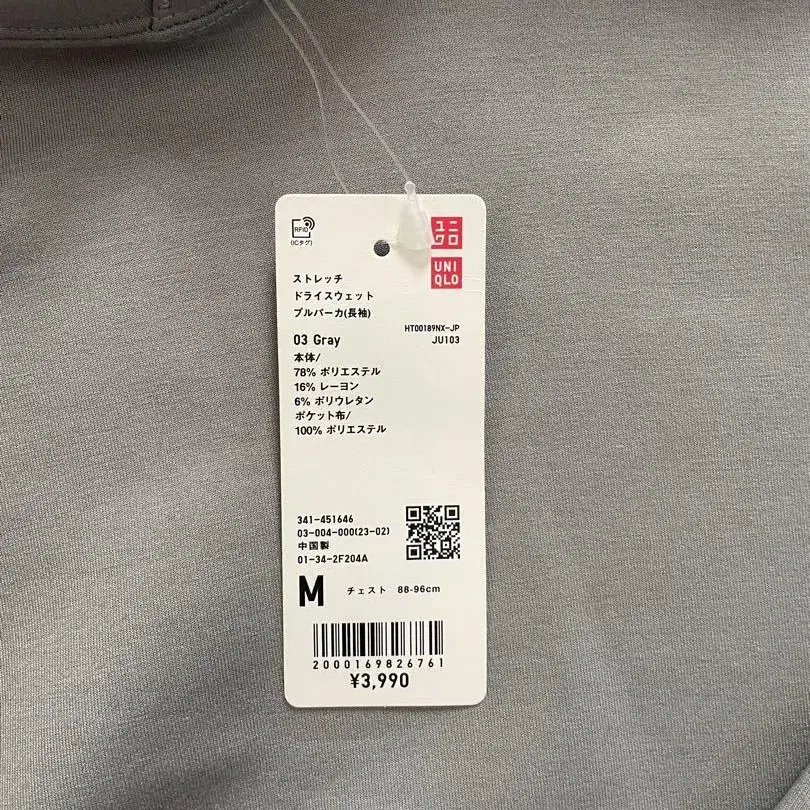 RFID
(ICタグ)
ユニ
クロ
UNI
QLO
ストレッチ
ドライスウェット
プルパーカ(長袖)
HT00189NX-JP
03 Gray
JU103
本体/
78% ポリエステル
16% レーヨン
6% ポリウレタン
ポケット布/
100% ポリエステル
341-451646
03-004-000(23-02)
中国製
01-34-2F204A
M チェスト 88-96cm
2000169826761
¥3,990